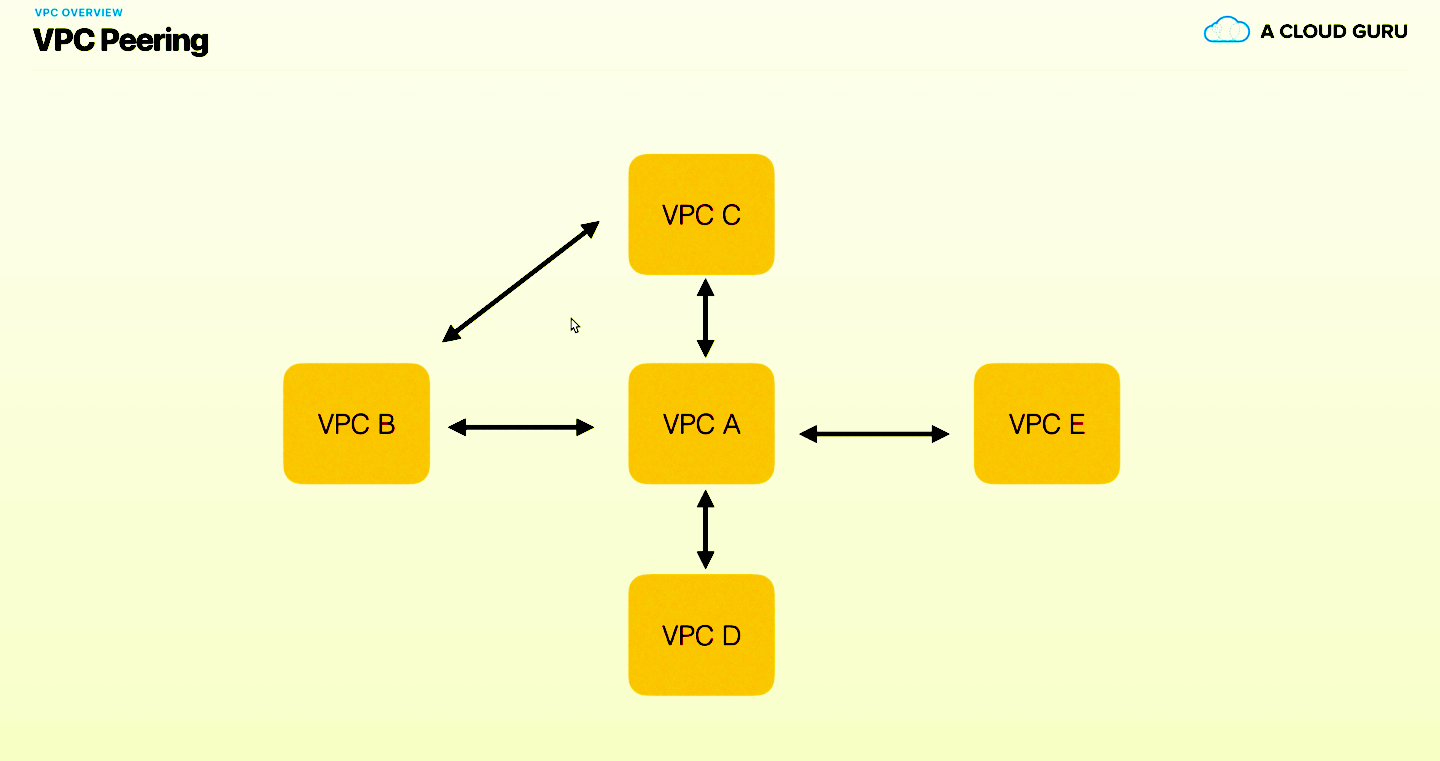 VPC OVERVIEW
VPC Peering
A CLOUD GURU
VPC C
VPC B
VPC A
VPC E
VPC D